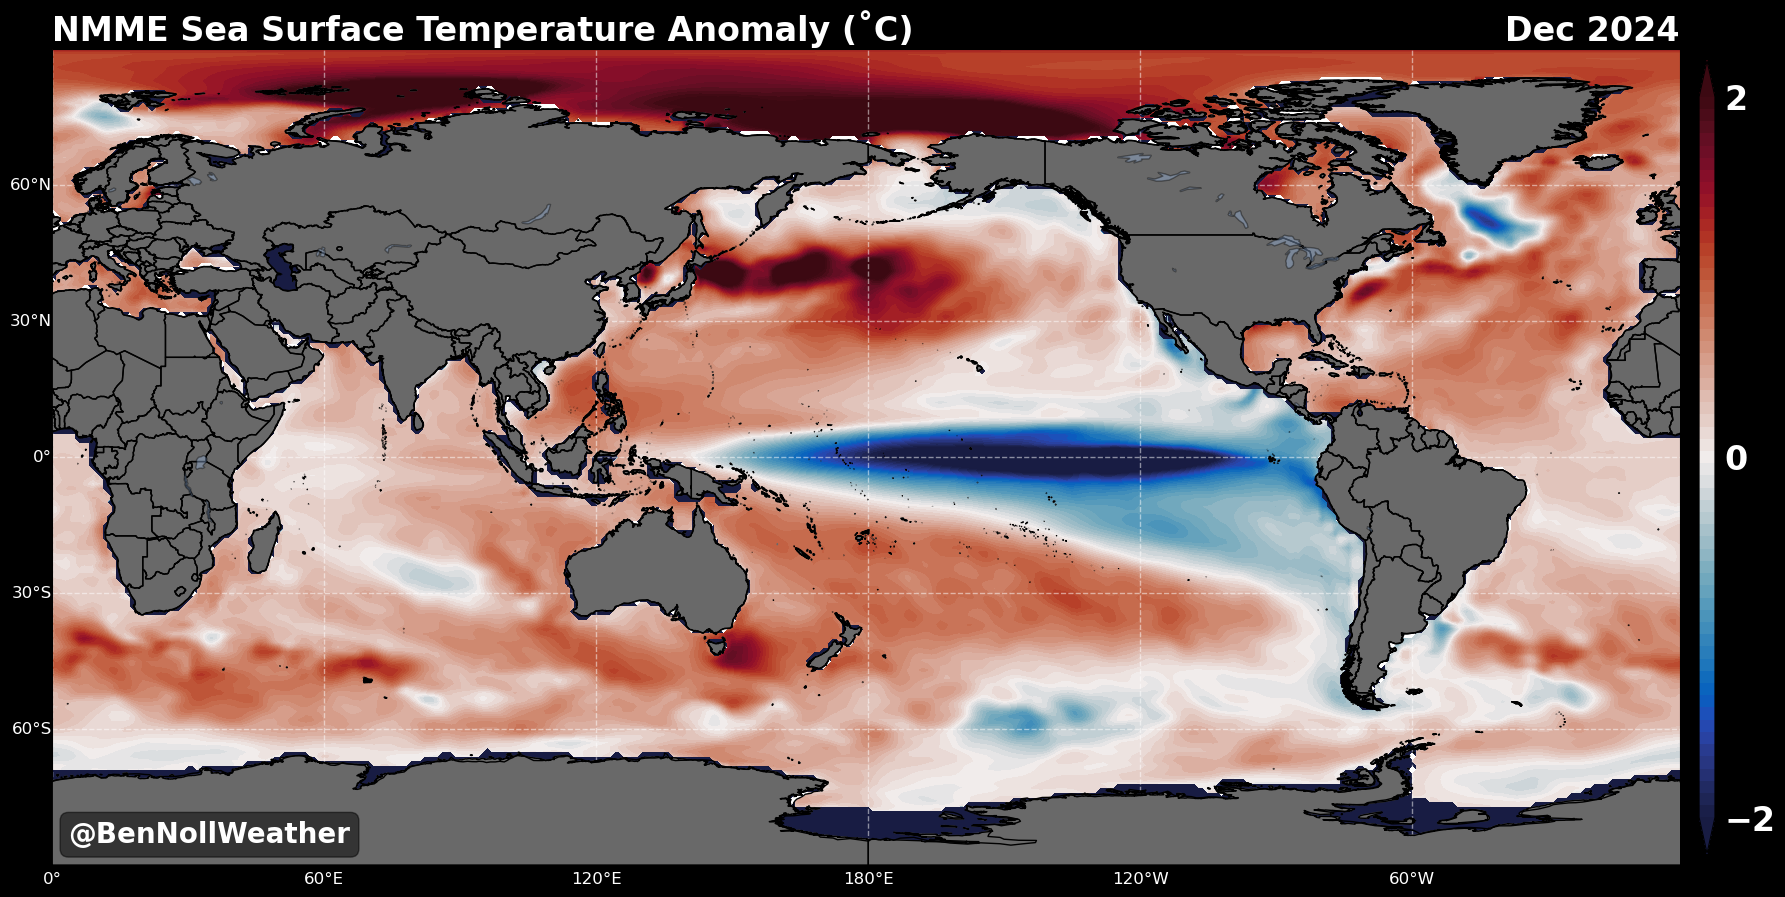 NMME Sea Surface Temperature Anomaly (˚C)
Dec 2024
2
0
−2
60°N
30°N
0°
30°S
60°S
@BenNollWeather
0°
60°E
120°E
180°E
120°W
60°W